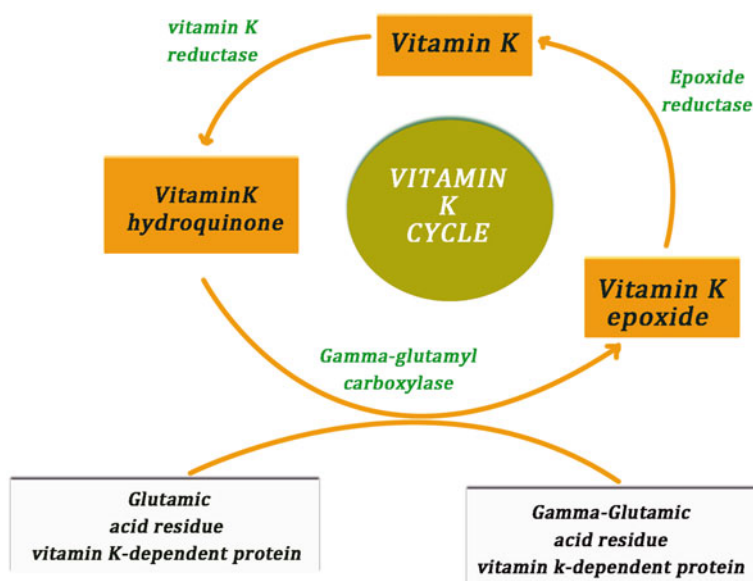 vitamin K
reductase
Vitamin K
Epoxide
reductase
VitaminK
hydroquinone
VITAMIN
K
CYCLE
Vitamin K
epoxide
Gamma-glutamyl
carboxylase
Glutamic
acid residue
vitamin K-dependent protein
Gamma-Glutamic
acid residue
vitamin k-dependent protein